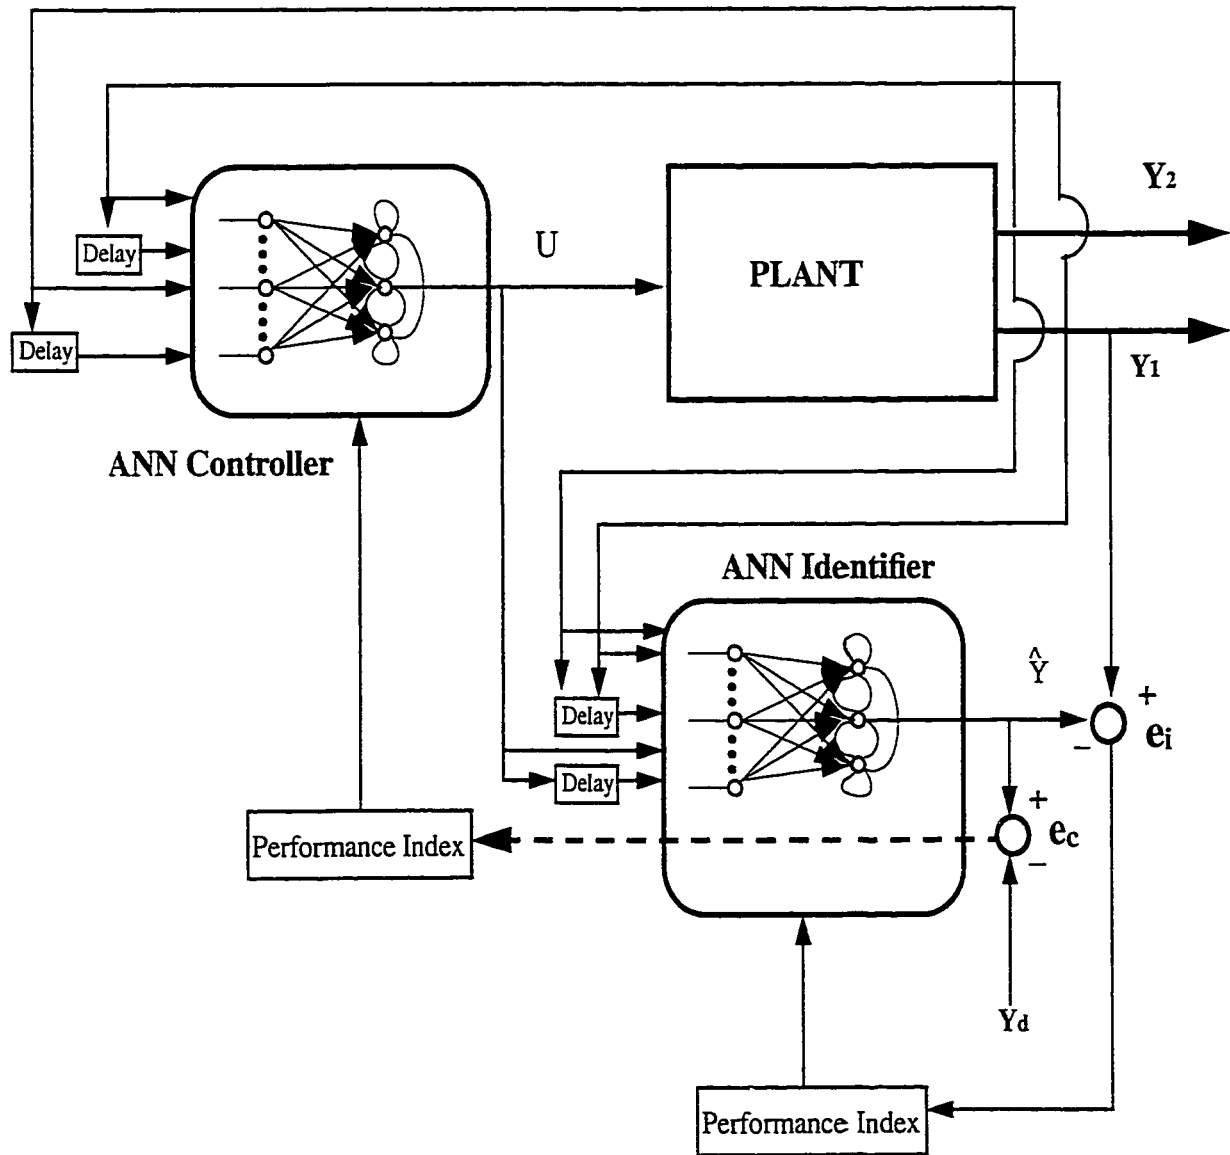 Y2
Delay
U
PLANT
Delay
Y1
ANN Controller
ANN Identifier
Ŷ
+
Delay
− ei
Delay
+
Performance Index
ec
−
Yd
Performance Index